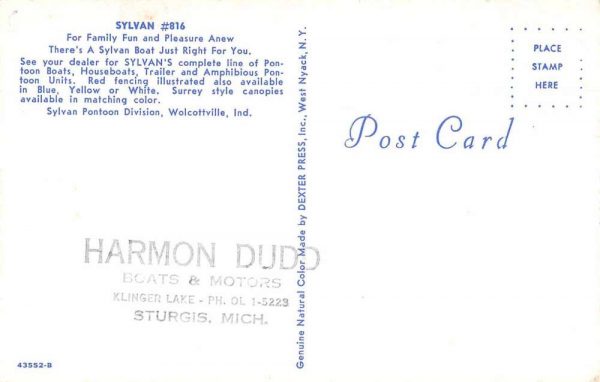 SYLVAN #816
For Family Fun and Pleasure Anew
There's A Sylvan Boat Just Right For You.
See your dealer for SYLVAN'S complete line of Pon-
toon Boats, Houseboats, Trailer and Amphibious Pon-
toon Units. Red fencing illustrated also available
in Blue, Yellow or White. Surrey style canopies
available in matching color.
Sylvan Pontoon Division, Wolcottville, Ind.
HARMON DUDD
BOATS & MOTORS
KLINGER LAKE - PH. OL 1-5223
STURGIS, MICH.
43552-B
Genuine Natural Color Made by DEXTER PRESS, Inc., West Nyack, N.Y.
Post Card
PLACE
STAMP
HERE